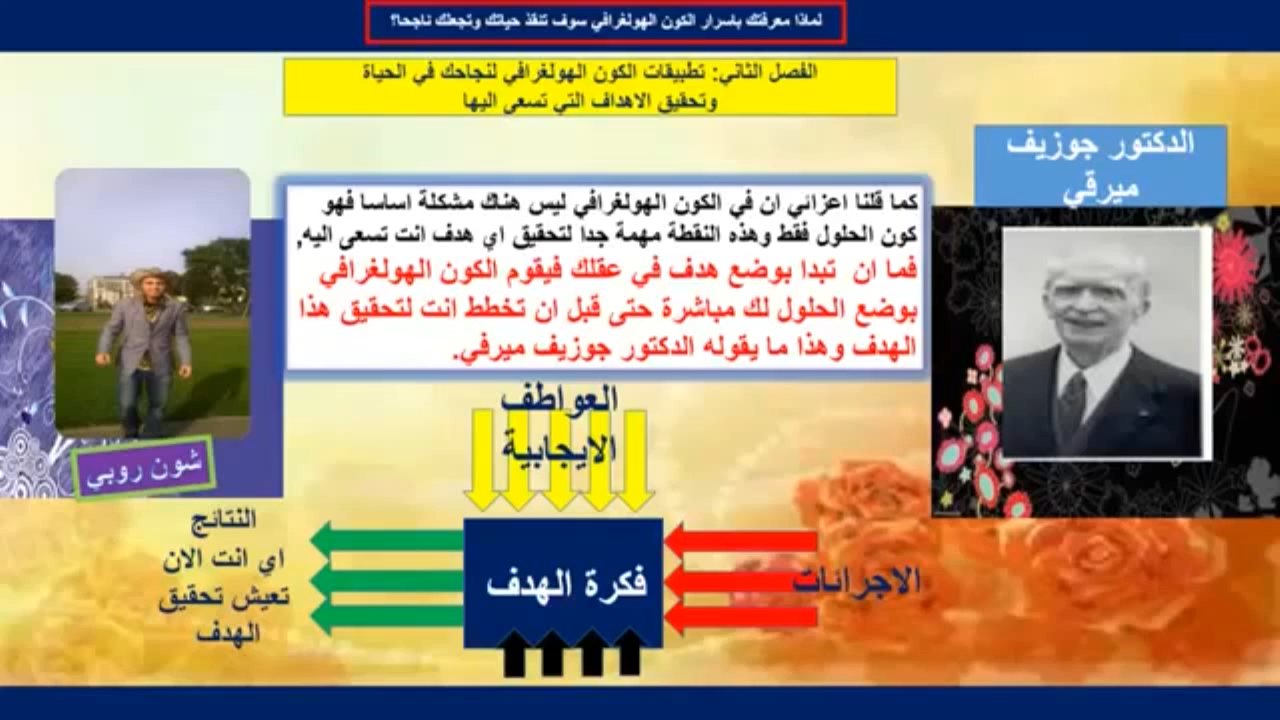 لماذا معرفتك باسرار الكون الهولغرافي سوف تنقذ حياتك وتجعلك ناجحا؟
الفصل الثاني: تطبيقات الكون الهولغرافي لنجاحك في الحياة
وتحقيق الاهداف التي تسعى اليها
الدكتور جوزيف
ميرقي
كما قلنا اعزائي ان في الكون الهولغرافي ليس هناك مشكلة اساسا فهو
كون الحلول فقط وهذه النقطة مهمة جدا لتحقيق اي هدف انت تسعى اليه,
فما ان تبدا بوضع هدف في عقلك فيقوم الكون الهولغرافي
بوضع الحلول لك مباشرة حتى قبل ان تخطط انت لتحقيق هذا
الهدف وهذا ما يقوله الدكتور جوزيف ميرفي.
شون روبي
العواطف
الايجابية
فكرة الهدف
الاجرائات
النتائج
اي انت الان
تعيش تحقيق
الهدف